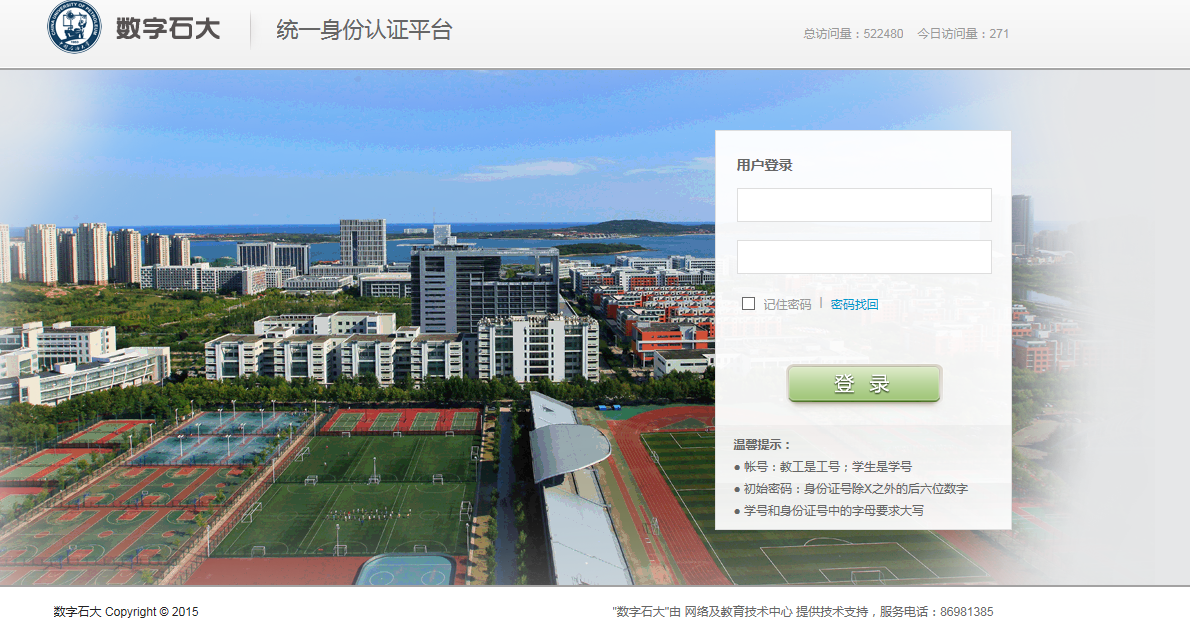 CHINA UNIVERSITY OF PETROLEUM
数字石大
统一身份认证平台
总访问量：522480 今日访问量：271
用户登录
记住密码 | 密码找回
登 录
温馨提示：
● 帐号：教工是工号；学生是学号
● 初始密码：身份证号除X之外的后六位数字
● 学号和身份证号中的字母要求大写
数字石大 Copyright © 2015
"数字石大"由 网络及教育技术中心 提供技术支持，服务电话：86981385